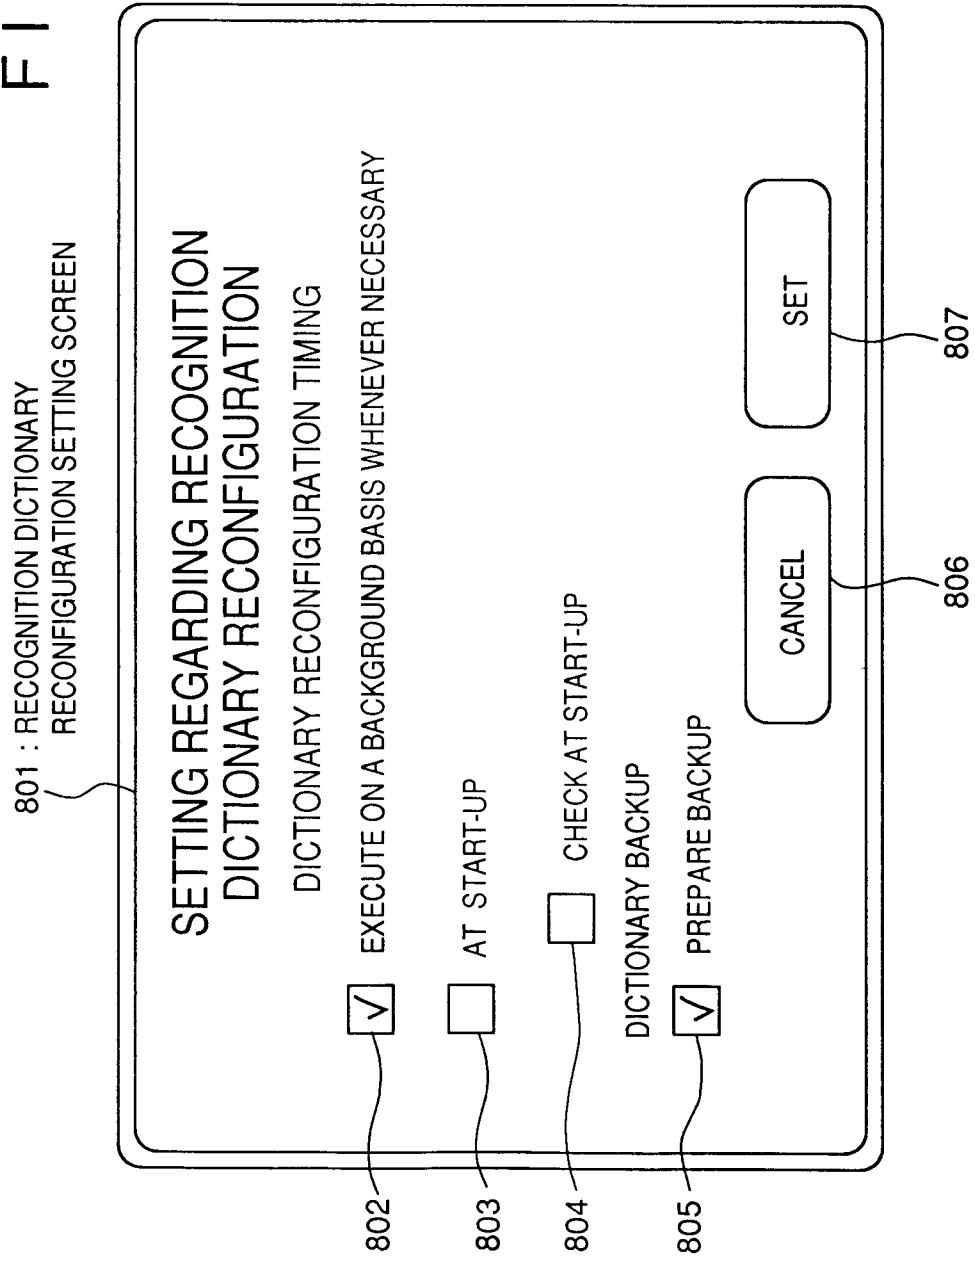 F I
801 : RECOGNITION DICTIONARY
RECONFIGURATION SETTING SCREEN
SETTING REGARDING RECOGNITION
DICTIONARY RECONFIGURATION
DICTIONARY RECONFIGURATION TIMING
802 EXECUTE ON A BACKGROUND BASIS WHENEVER NECESSARY
803 AT START-UP
804 CHECK AT START-UP
DICTIONARY BACKUP
805 PREPARE BACKUP
CANCEL SET
806 807